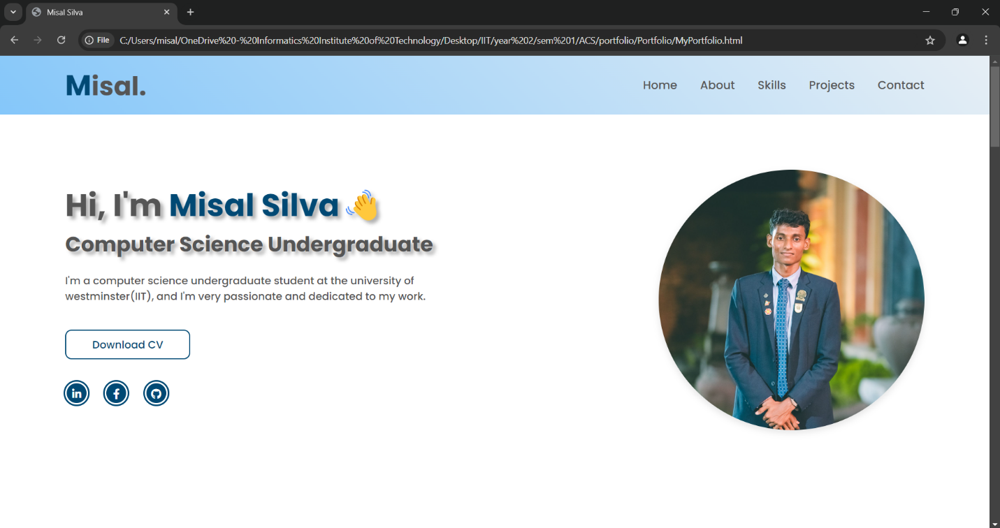 Misal Silva
File
C:/Users/misal/OneDrive%20-%20Informatics%20Institute%20of%20Technology/Desktop/IIT/year%202/sem%201/ACS/portfolio/Portfolio/MyPortfolio.html
Misal.
Home About Skills Projects Contact
Hi, I'm Misal Silva 👋
Computer Science Undergraduate
I'm a computer science undergraduate student at the university of
westminster(IIT), and I'm very passionate and dedicated to my work.
Download CV
in f